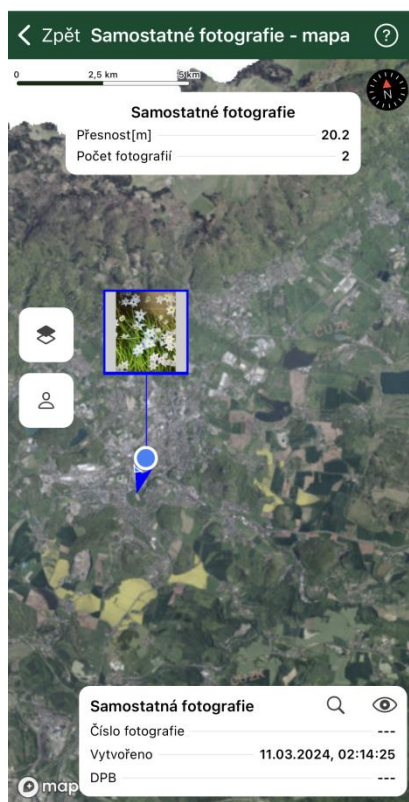 Zpět Samostatné fotografie - mapa ?
0 2,5 km 5 km
N
Samostatné fotografie
Přesnost[m] 20.2
Počet fotografií 2
ČÚZK
Samostatná fotografie
Číslo fotografie ---
Vytvořeno 11.03.2024, 02:14:25
DPB ---
map